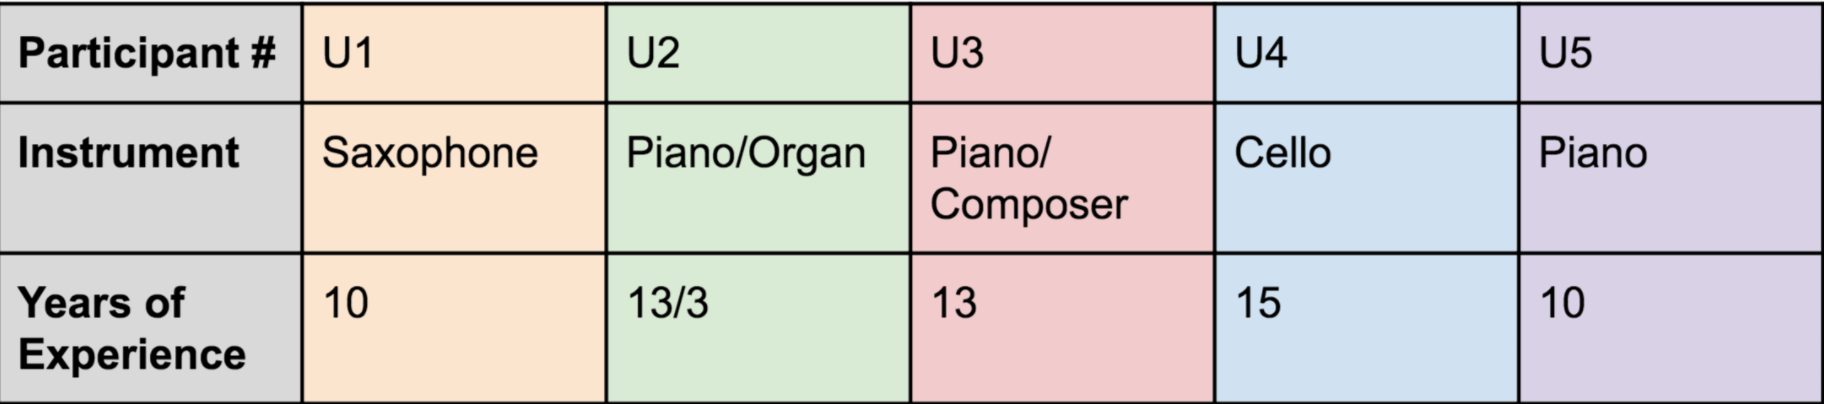 Participant # U1 U2 U3 U4 U5
Instrument Saxophone Piano/Organ Piano/ Cello Piano
Composer
Years of 10 13/3 13 15 10
Experience